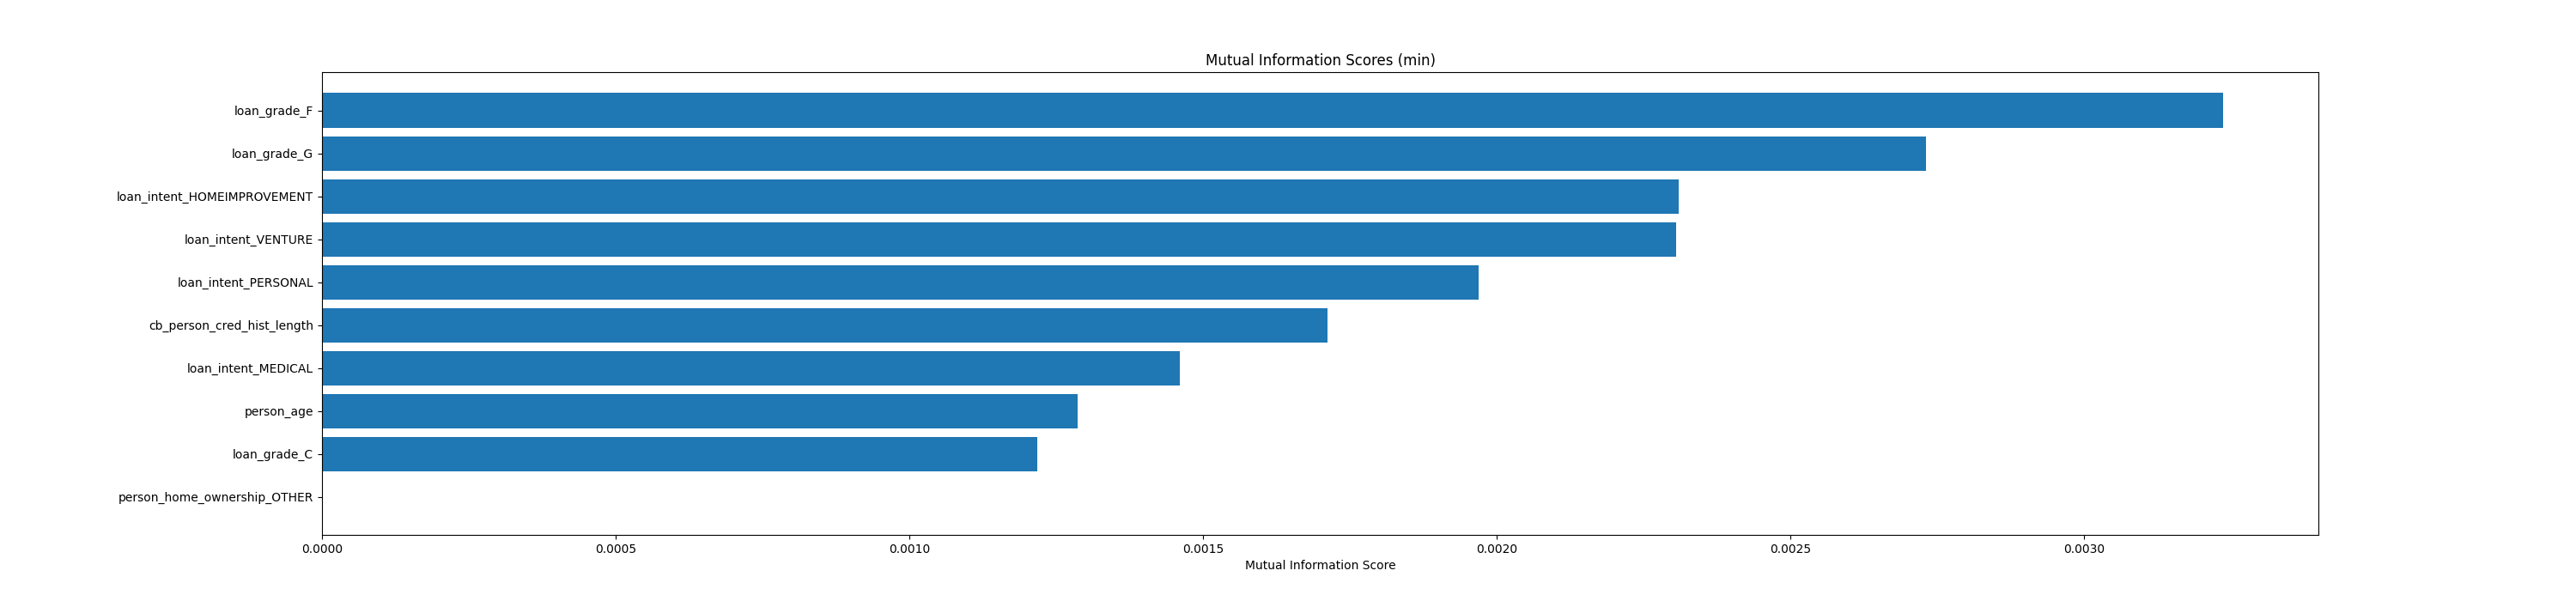 Mutual Information Scores (min)
loan_grade_F
loan_grade_G
loan_intent_HOMEIMPROVEMENT
loan_intent_VENTURE
loan_intent_PERSONAL
cb_person_cred_hist_length
loan_intent_MEDICAL
person_age
loan_grade_C
person_home_ownership_OTHER
0.0000 0.0005 0.0010 0.0015 0.0020 0.0025 0.0030
Mutual Information Score